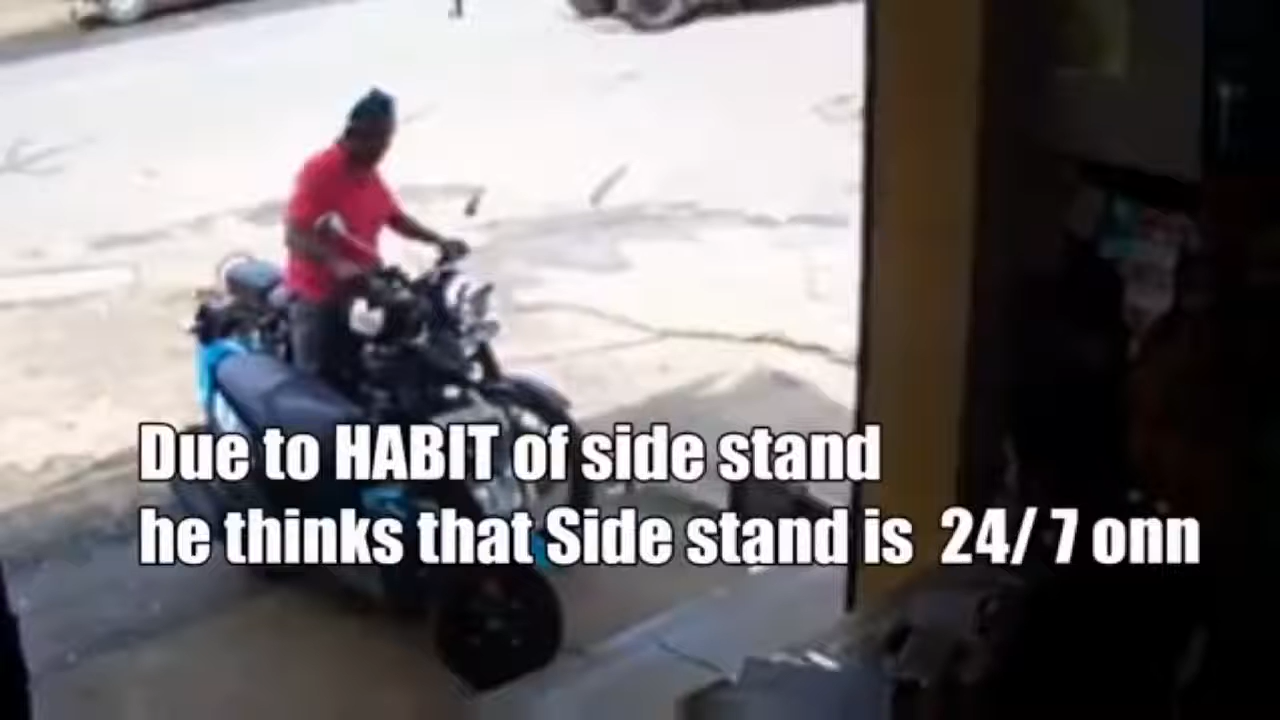 Due to HABIT of side stand
he thinks that Side stand is 24/ 7 onn